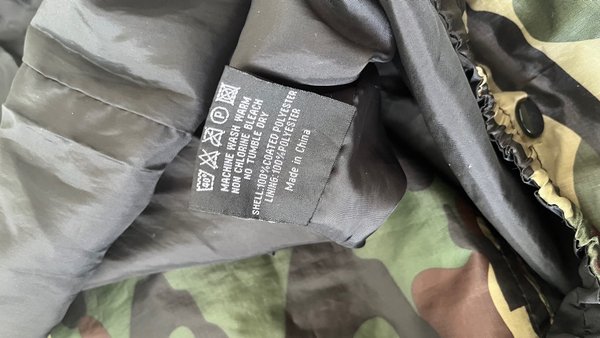 40° P
MACHINE WASH WARM
NON CHLORINE BLEACH
NO TUMBLE DRY
SHELL:100%COATED POLYESTER
LINING:100%POLYESTER
Made in China